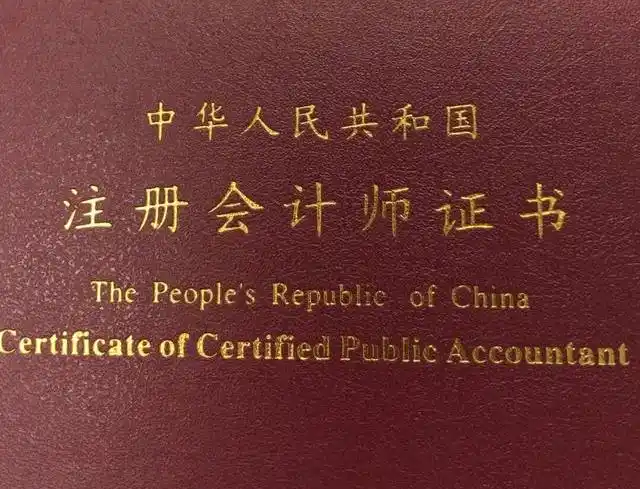 中华人民共和国
注册会计师证书
The People's Republic of China
Certificate of Certified Public Accountant